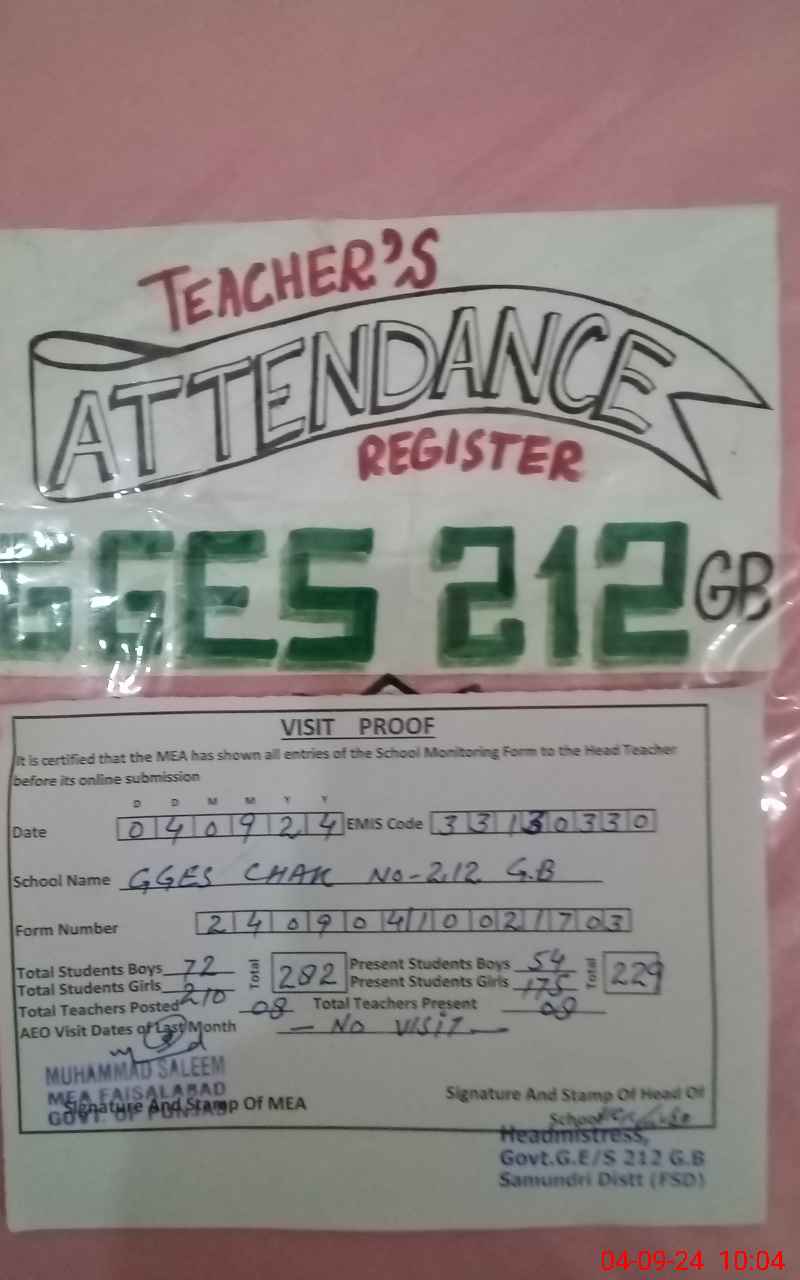 TEACHER'S
ATTENDANCE
REGISTER
GGES 212 GB
VISIT PROOF
It is certified that the MEA has shown all entries of the School Monitoring Form to the Head Teacher
before its online submission
D D M M Y Y
Date 0 4 0 9 2 4 EMIS Code 3 3 1 3 0 3 3 0
School Name GGES CHAK NO-212 G.B
Form Number 2 4 0 9 0 4 1 0 0 2 1 7 0 3
Total Students Boys 72 Total 282 Present Students Boys 54 Total 229
Total Students Girls 210 Present Students Girls 175
Total Teachers Posted 08 Total Teachers Present 08
AEO Visit Dates of Last Month - NO VISIT -
MUHAMMAD SALEEM
MEA FAISALABAD
GOVT. OF PUNJAB
Signature And Stamp Of MEA
Signature And Stamp Of Head Of
School
Headmistress,
Govt.G.E/S 212 G.B
Samundri Distt (FSD)
04-09-24 10:04